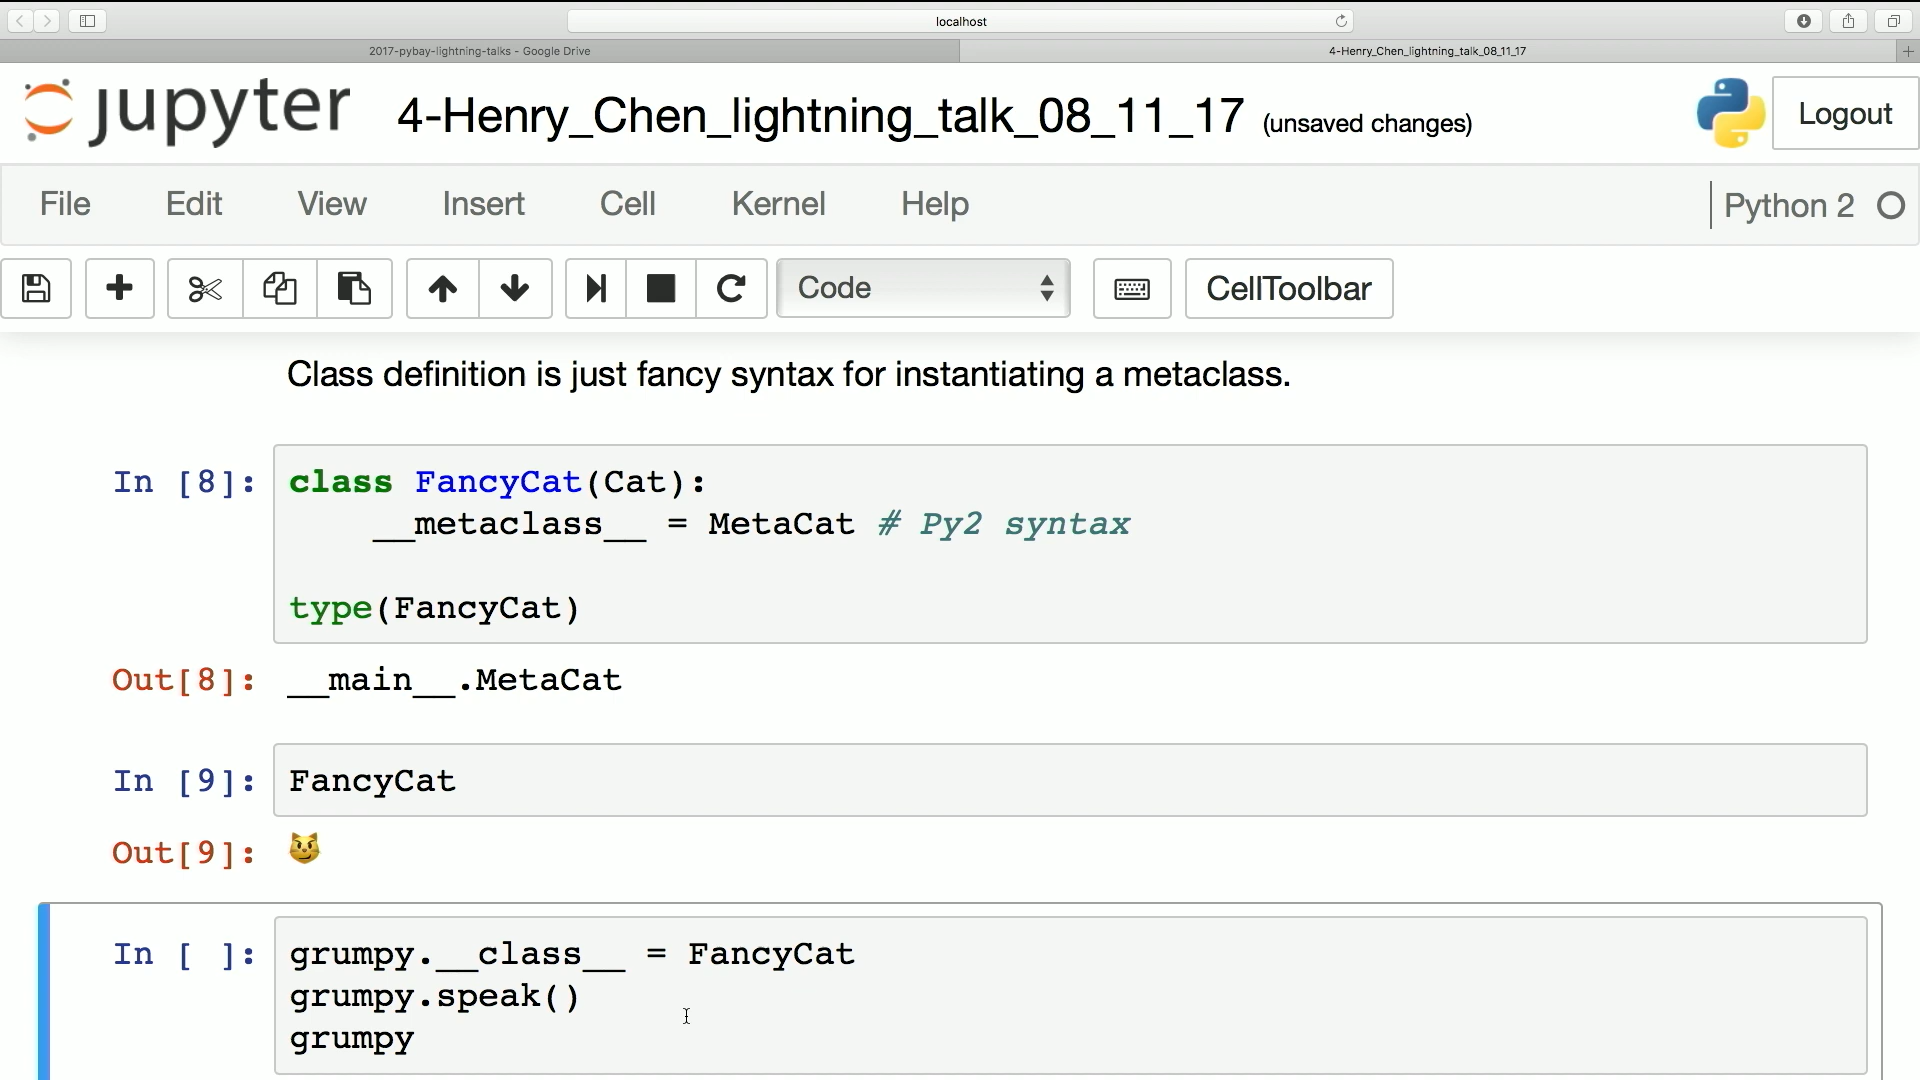 localhost
2017-pybay-lightning-talks - Google Drive
4-Henry_Chen_lightning_talk_08_11_17
jupyter 4-Henry_Chen_lightning_talk_08_11_17 (unsaved changes)
Logout
File Edit View Insert Cell Kernel Help
Python 2
Code
CellToolbar
Class definition is just fancy syntax for instantiating a metaclass.
In [8]: class FancyCat(Cat):
    __metaclass__ = MetaCat # Py2 syntax
type(FancyCat)
Out[8]: __main__.MetaCat
In [9]: FancyCat
Out[9]: 😼
In [ ]: grumpy.__class__ = FancyCat
grumpy.speak()
grumpy